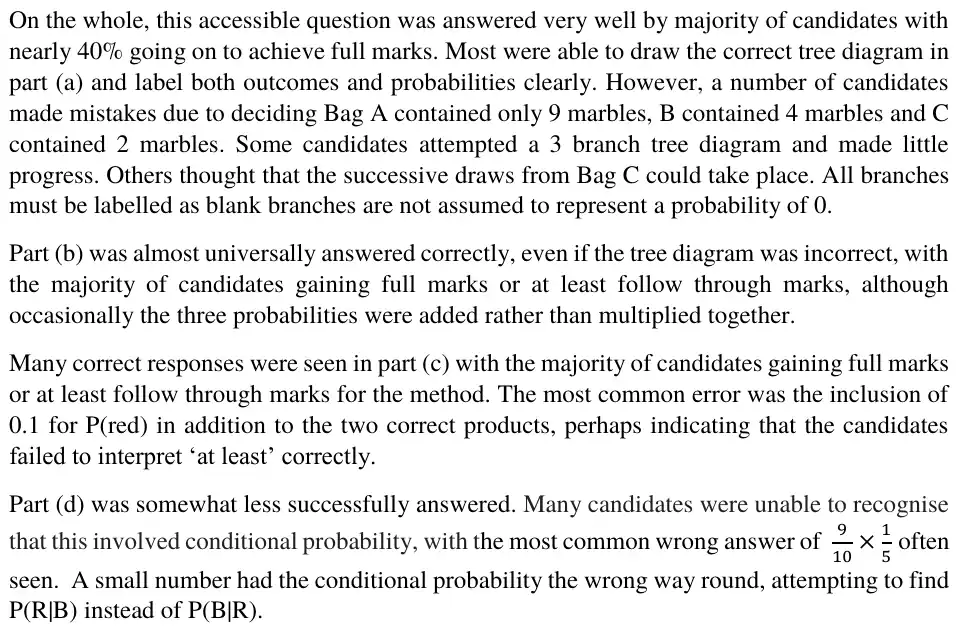 On the whole, this accessible question was answered very well by majority of candidates with
nearly 40% going on to achieve full marks. Most were able to draw the correct tree diagram in
part (a) and label both outcomes and probabilities clearly. However, a number of candidates
made mistakes due to deciding Bag A contained only 9 marbles, B contained 4 marbles and C
contained 2 marbles. Some candidates attempted a 3 branch tree diagram and made little
progress. Others thought that the successive draws from Bag C could take place. All branches
must be labelled as blank branches are not assumed to represent a probability of 0.
Part (b) was almost universally answered correctly, even if the tree diagram was incorrect, with
the majority of candidates gaining full marks or at least follow through marks, although
occasionally the three probabilities were added rather than multiplied together.
Many correct responses were seen in part (c) with the majority of candidates gaining full marks
or at least follow through marks for the method. The most common error was the inclusion of
0.1 for P(red) in addition to the two correct products, perhaps indicating that the candidates
failed to interpret ‘at least’ correctly.
Part (d) was somewhat less successfully answered. Many candidates were unable to recognise
that this involved conditional probability, with the most common wrong answer of 9/10 × 1/5 often
seen. A small number had the conditional probability the wrong way round, attempting to find
P(R|B) instead of P(B|R).